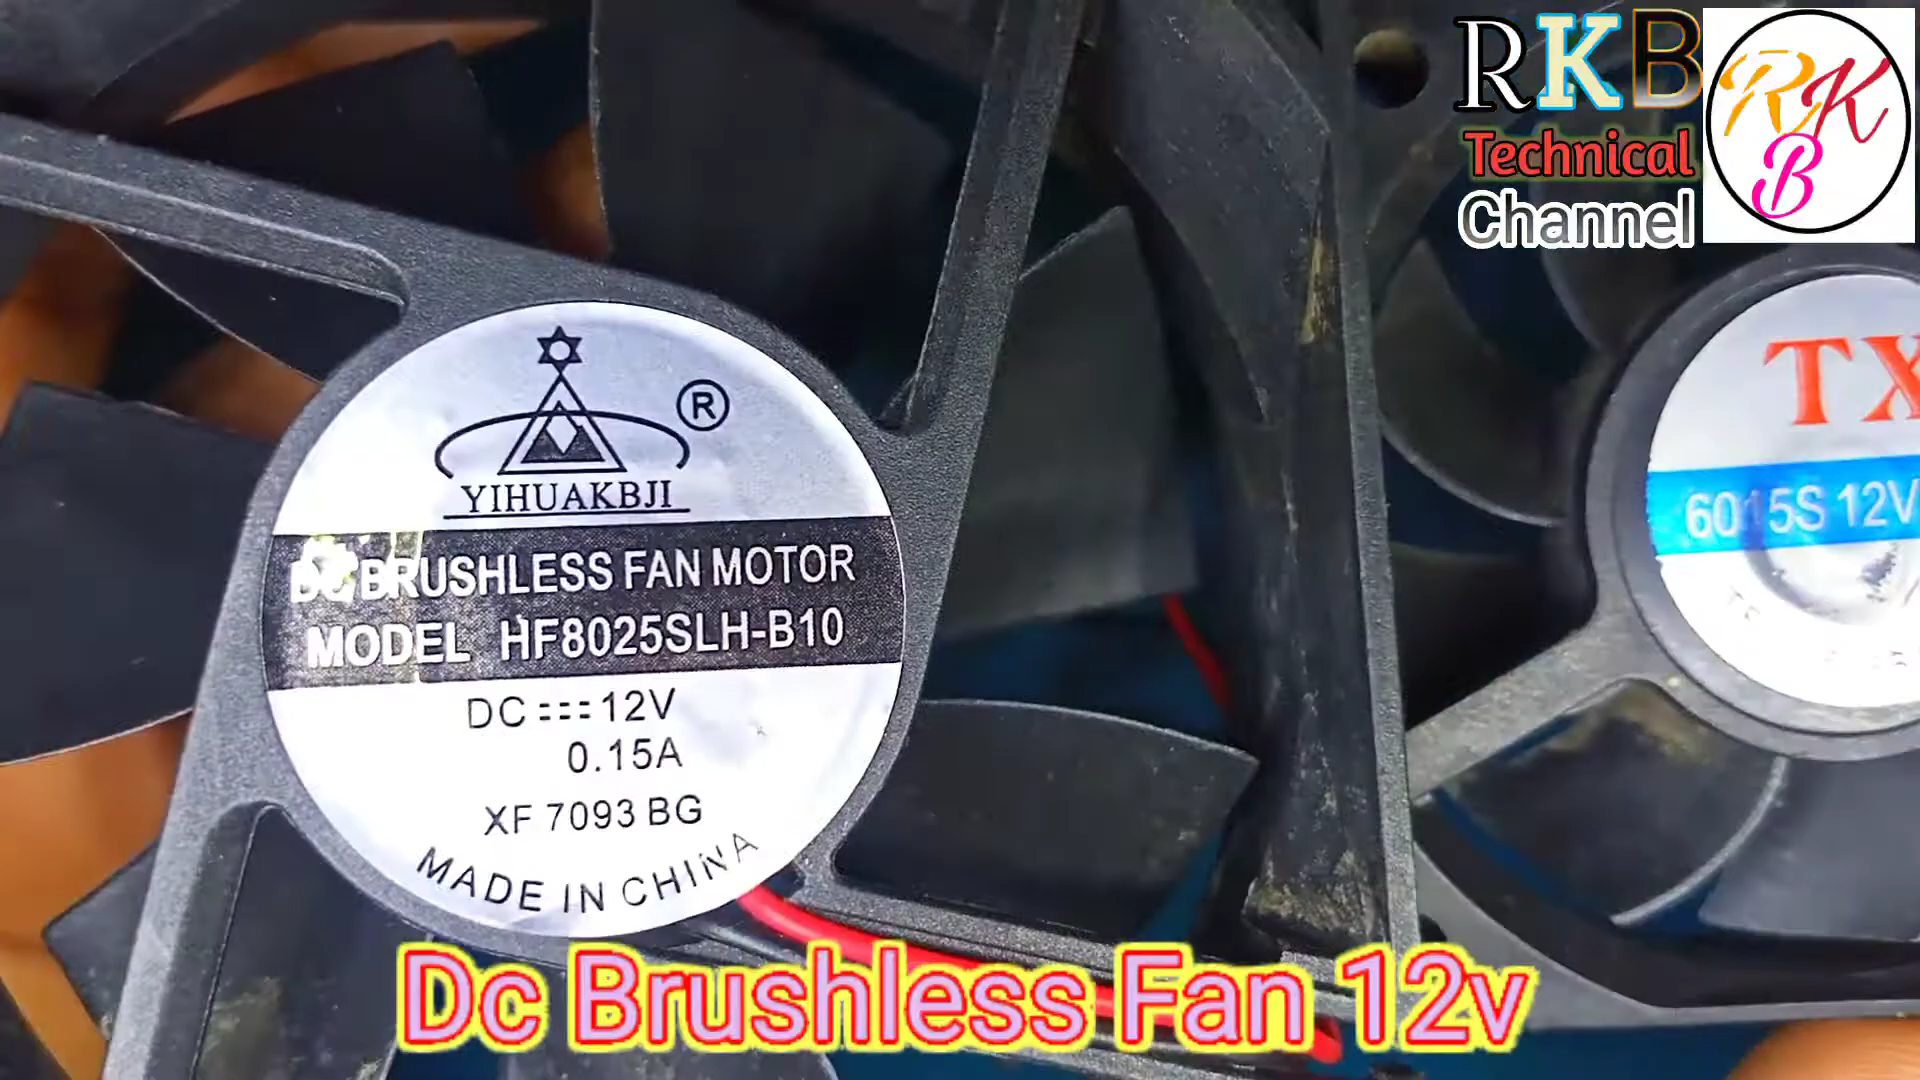 RKB
Technical
Channel
RK
B
®
YIHUAKBJI
DC BRUSHLESS FAN MOTOR
MODEL HF8025SLH-B10
DC 12V
0.15A
XF 7093 BG
MADE IN CHINA
TX
6015S 12V
Dc Brushless Fan 12v